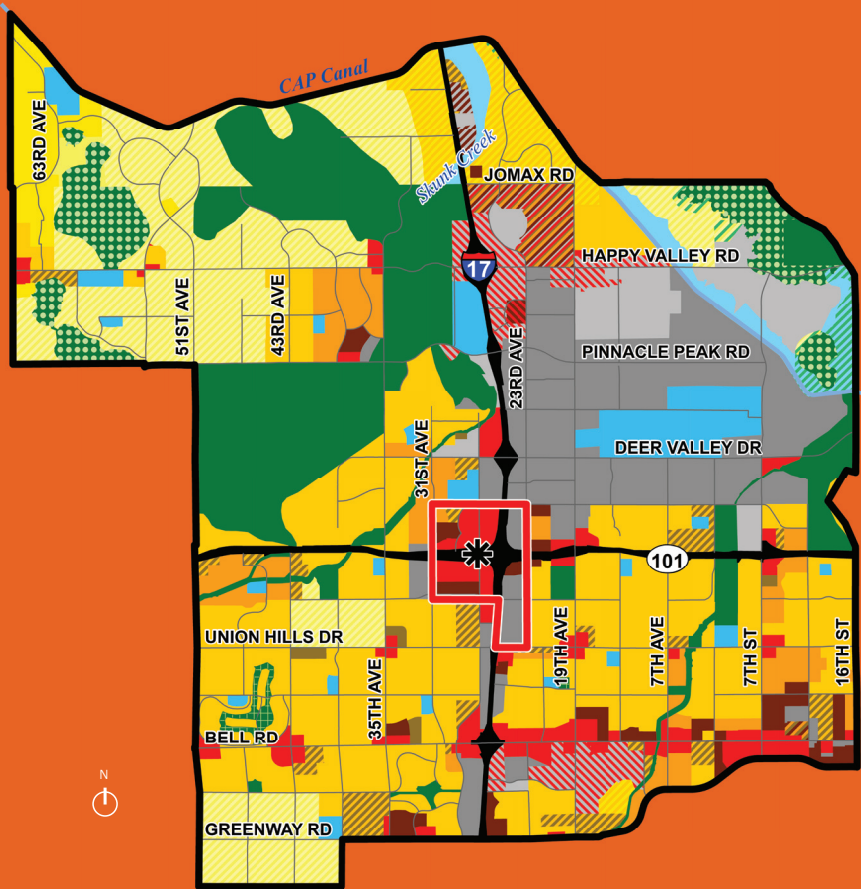 CAP Canal
63RD AVE
Skunk Creek
JOMAX RD
HAPPY VALLEY RD
17
51ST AVE
43RD AVE
23RD AVE
PINNACLE PEAK RD
31ST AVE
DEER VALLEY DR
101
UNION HILLS DR
35TH AVE
19TH AVE
7TH AVE
7TH ST
16TH ST
BELL RD
N
GREENWAY RD